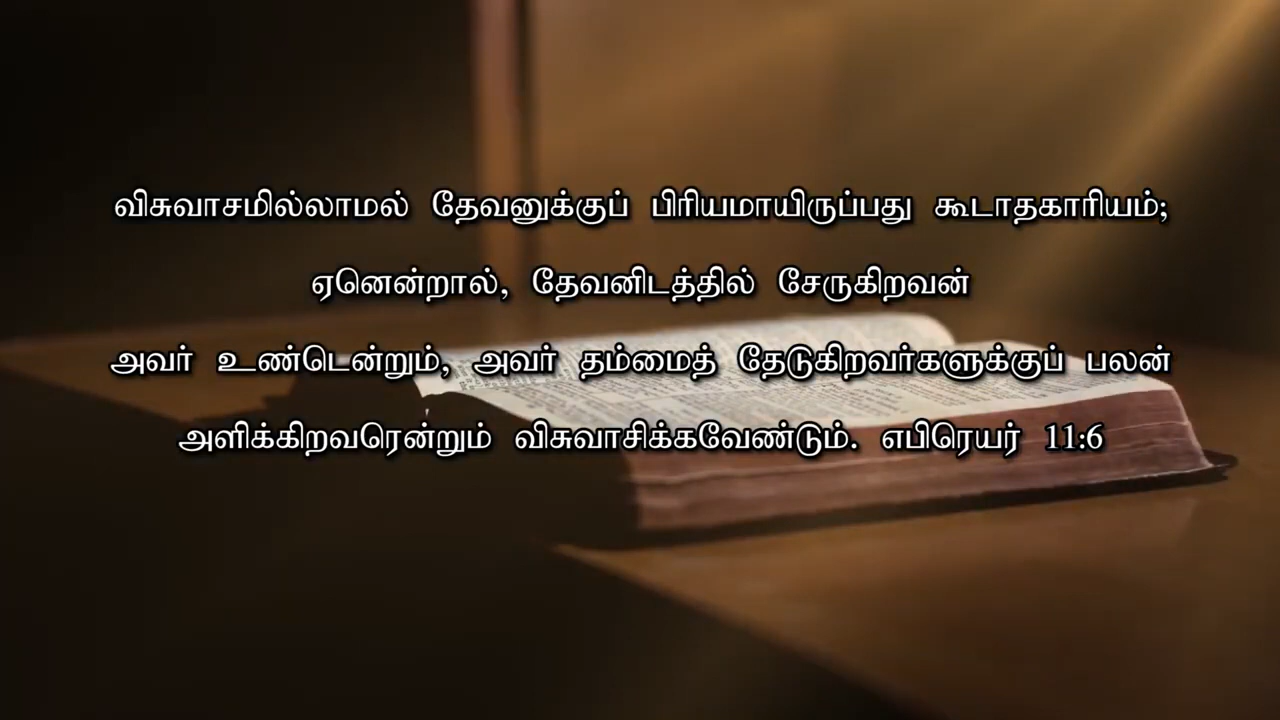 விசுவாசமில்லாமல் தேவனுக்குப் பிரியமாயிருப்பது கூடாதகாரியம்;
ஏனென்றால், தேவனிடத்தில் சேருகிறவன்
அவர் உண்டென்றும், அவர் தம்மைத் தேடுகிறவர்களுக்குப் பலன்
அளிக்கிறவரென்றும் விசுவாசிக்கவேண்டும். எபிரெயர் 11:6